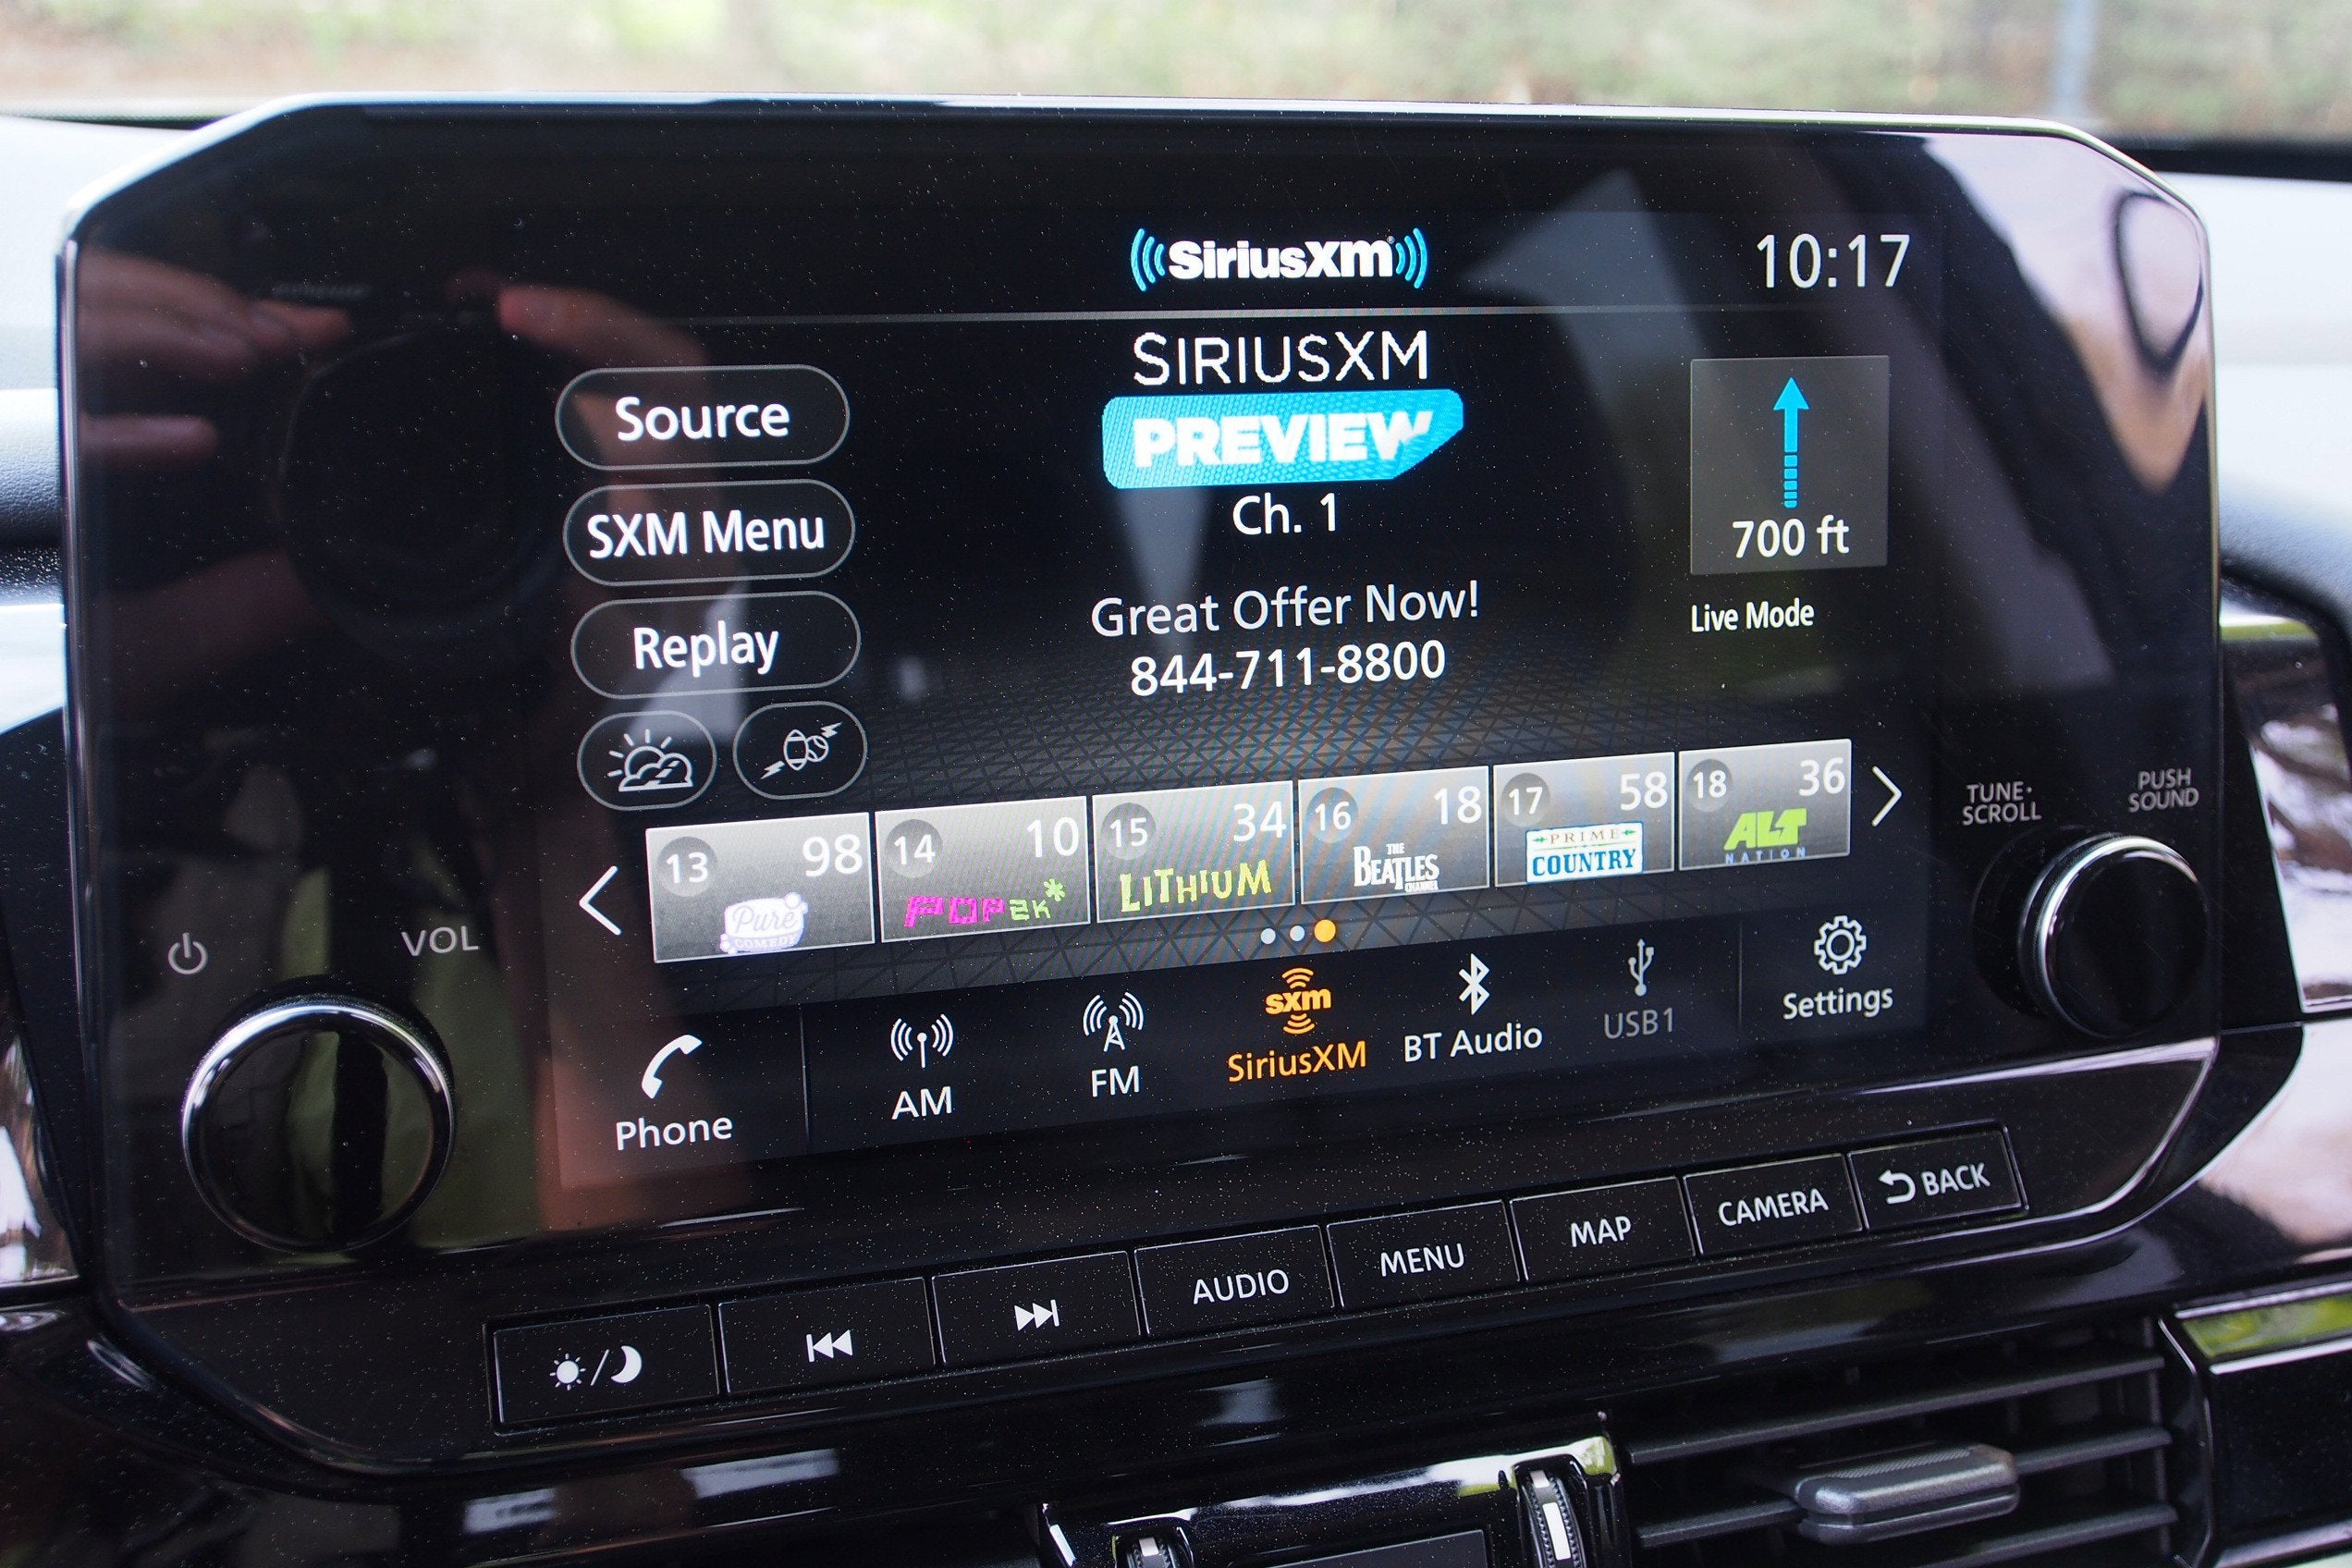 SiriusXM
10:17
SIRIUSXM
PREVIEW
Ch. 1
Great Offer Now!
844-711-8800
700 ft
Live Mode
Source
SXM Menu
Replay
13 98
Pure
COMEDY
14 10
POP2K*
15 34
LITHIUM
16 18
THE
BEATLES
CHANNEL
17 58
PRIME
COUNTRY
18 36
ALT
NATION
TUNE·
SCROLL
PUSH
SOUND
VOL
Phone
AM
FM
sxm
SiriusXM
BT Audio
USB1
Settings
AUDIO
MENU
MAP
CAMERA
BACK